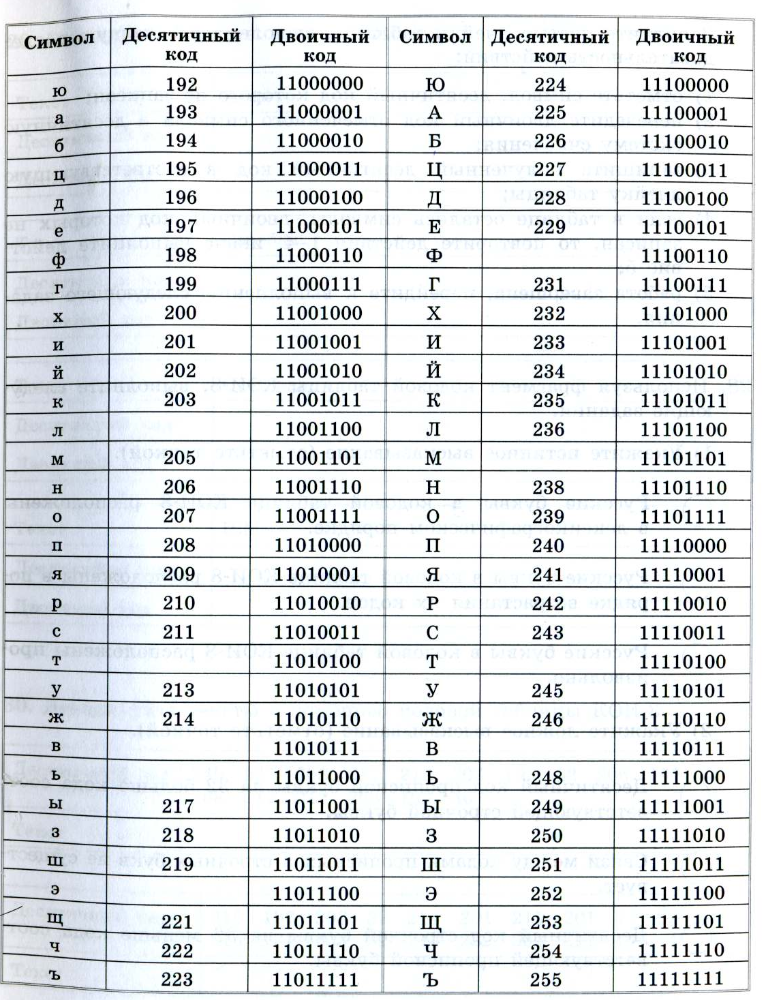 Символ Десятичный код Двоичный код Символ Десятичный код Двоичный код
ю 192 11000000 Ю 224 11100000
а 193 11000001 А 225 11100001
б 194 11000010 Б 226 11100010
ц 195 11000011 Ц 227 11100011
д 196 11000100 Д 228 11100100
е 197 11000101 Е 229 11100101
ф 198 11000110 Ф 11100110
г 199 11000111 Г 231 11100111
х 200 11001000 Х 232 11101000
и 201 11001001 И 233 11101001
й 202 11001010 Й 234 11101010
к 203 11001011 К 235 11101011
л 11001100 Л 236 11101100
м 205 11001101 М 11101101
н 206 11001110 Н 238 11101110
о 207 11001111 О 239 11101111
п 208 11010000 П 240 11110000
я 209 11010001 Я 241 11110001
р 210 11010010 Р 242 11110010
с 211 11010011 С 243 11110011
т 11010100 Т 11110100
у 213 11010101 У 245 11110101
ж 214 11010110 Ж 246 11110110
в 11010111 В 11110111
ь 11011000 Ь 248 11111000
ы 217 11011001 Ы 249 11111001
з 218 11011010 З 250 11111010
ш 219 11011011 Ш 251 11111011
э 11011100 Э 252 11111100
щ 221 11011101 Щ 253 11111101
ч 222 11011110 Ч 254 11111110
ъ 223 11011111 Ъ 255 11111111